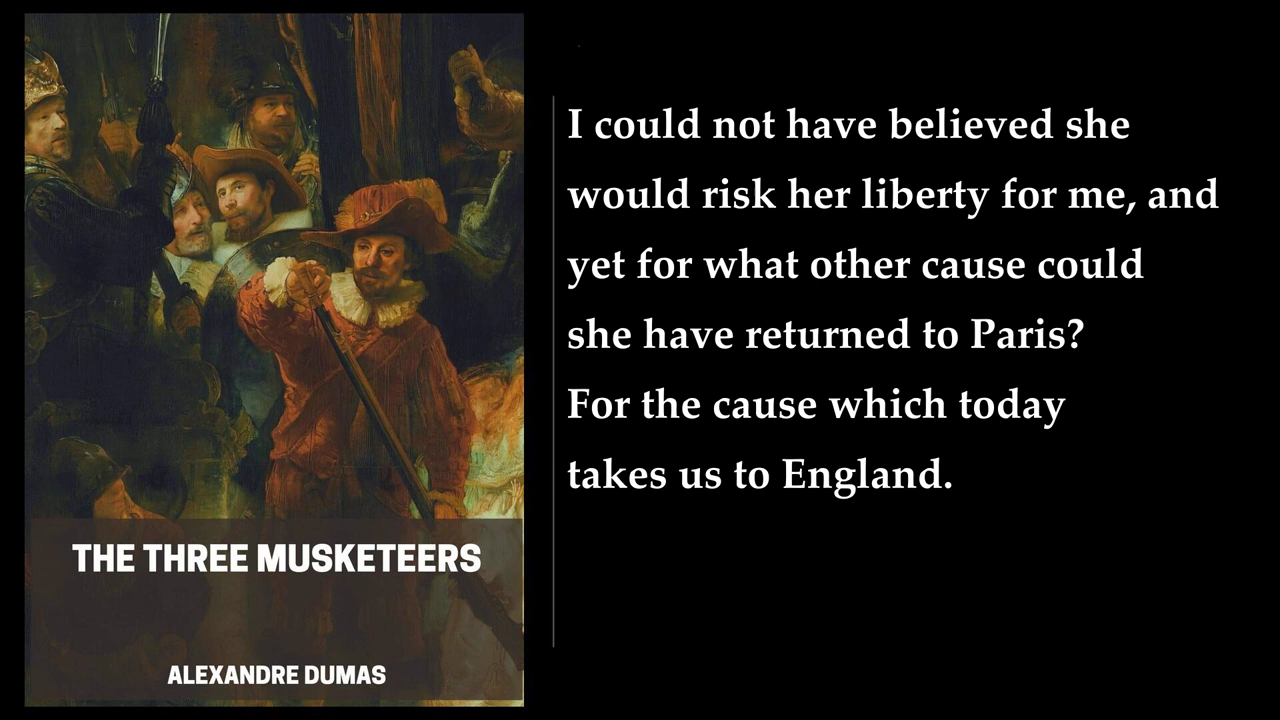 THE THREE MUSKETEERS
ALEXANDRE DUMAS
I could not have believed she
would risk her liberty for me, and
yet for what other cause could
she have returned to Paris?
For the cause which today
takes us to England.